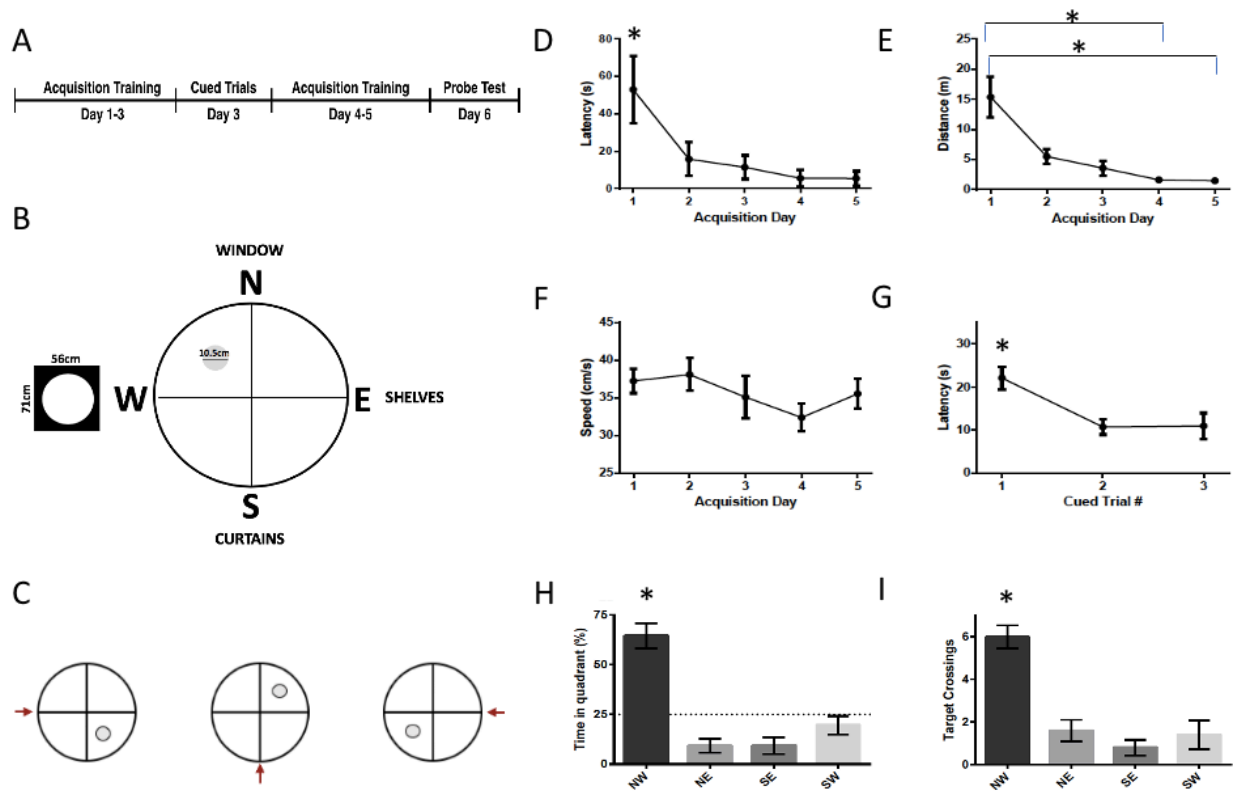 A
Acquisition Training Cued Trials Acquisition Training Probe Test
Day 1-3 Day 3 Day 4-5 Day 6
B
WINDOW
N
10.5cm
56cm
71cm
W
E
SHELVES
S
CURTAINS
C
D
*
80
60
40
20
0
Latency (s)
1 2 3 4 5
Acquisition Day
E
*
*
25
20
15
10
5
0
Distance (m)
1 2 3 4 5
Acquisition Day
F
45
40
35
30
25
Speed (cm/s)
1 2 3 4 5
Acquisition Day
G
*
30
20
10
0
Latency (s)
1 2 3
Cued Trial #
H
*
75
50
25
0
Time in quadrant (%)
NW NE SE SW
I
*
6
4
2
0
Target Crossings
NW NE SE SW